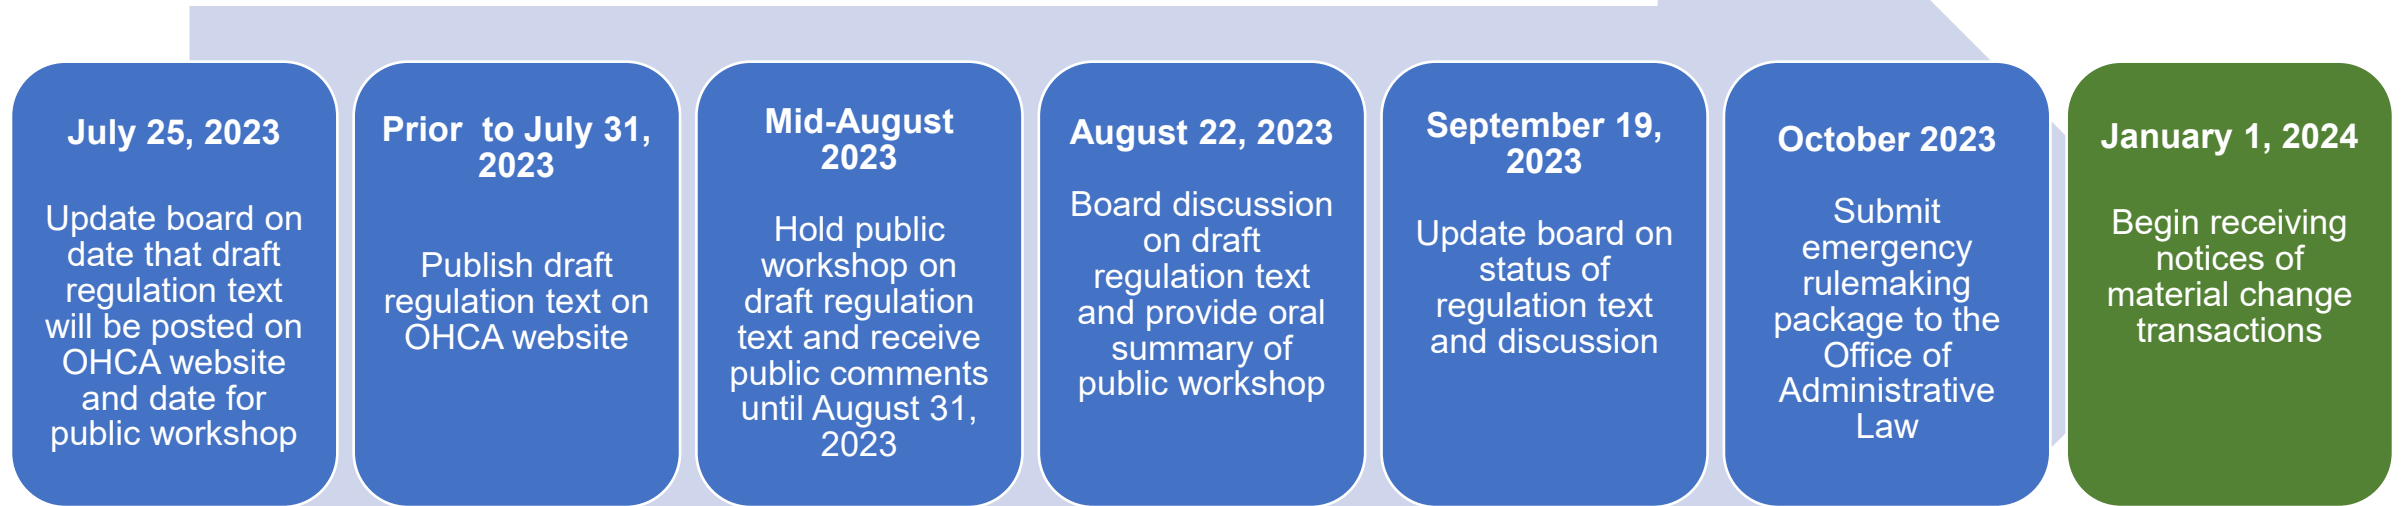 July 25, 2023
Update board on
date that draft
regulation text
will be posted on
OHCA website
and date for
public workshop
Prior  to July 31,
2023
Publish draft
regulation text on
OHCA website
Mid-August
2023
Hold public
workshop on
draft regulation
text and receive
public comments
until August 31,
2023
August 22, 2023
Board discussion
on draft
regulation text
and provide oral
summary of
public workshop
September 19,
2023
Update board on
status of
regulation text
and discussion
October 2023
Submit
emergency
rulemaking
package to the
Office of
Administrative
Law
January 1, 2024
Begin receiving
notices of
material change
transactions